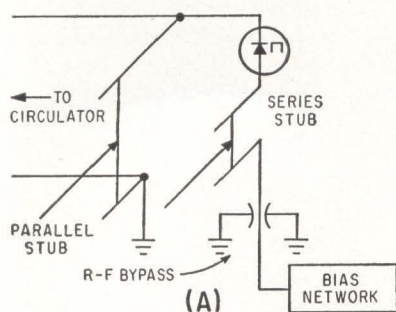 ← TO
CIRCULATOR
SERIES
STUB
PARALLEL
STUB
R-F BYPASS
(A)
BIAS
NETWORK